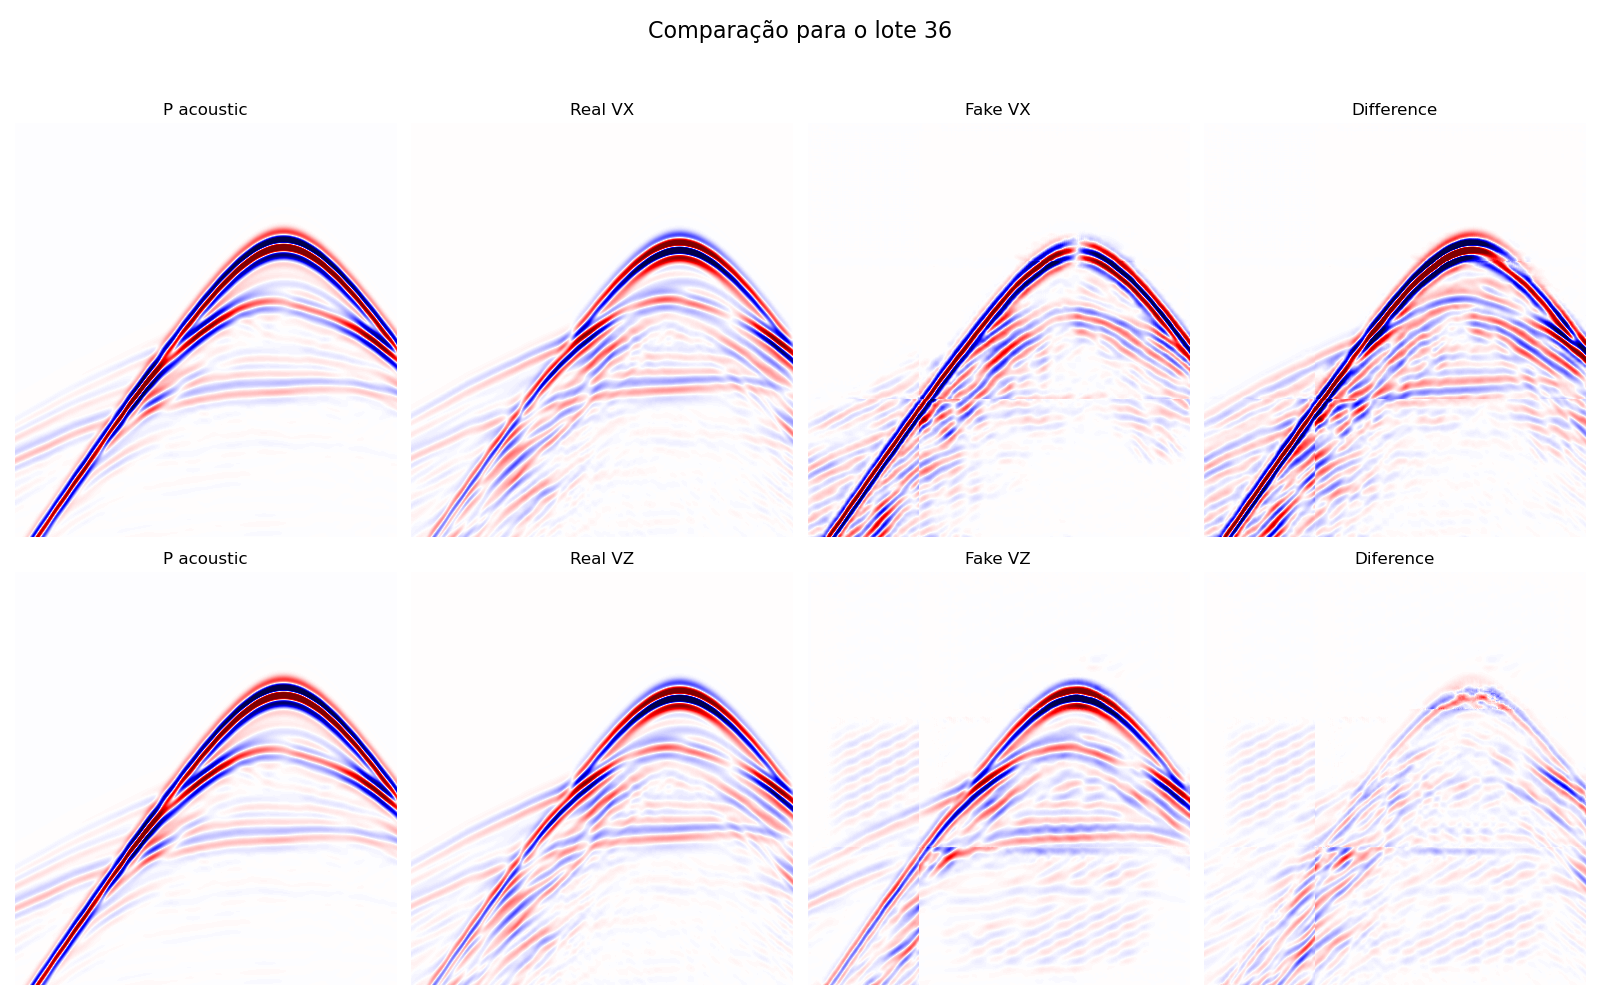 Comparação para o lote 36
P acoustic
Real VX
Fake VX
Difference
P acoustic
Real VZ
Fake VZ
Diference